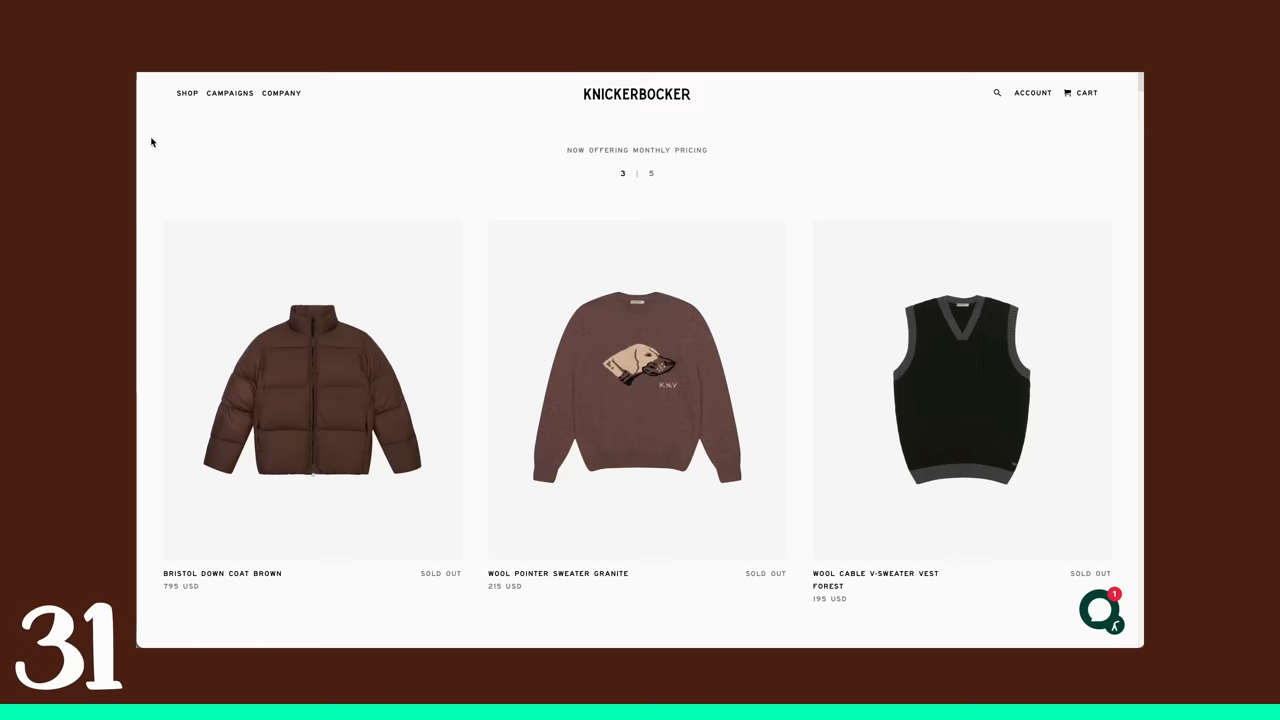 SHOP CAMPAIGNS COMPANY
KNICKERBOCKER
ACCOUNT CART
NOW OFFERING MONTHLY PRICING
3 | 5
K.N.Y
BRISTOL DOWN COAT BROWN SOLD OUT
795 USD
WOOL POINTER SWEATER GRANITE SOLD OUT
215 USD
WOOL CABLE V-SWEATER VEST SOLD OUT
FOREST
195 USD
1
31